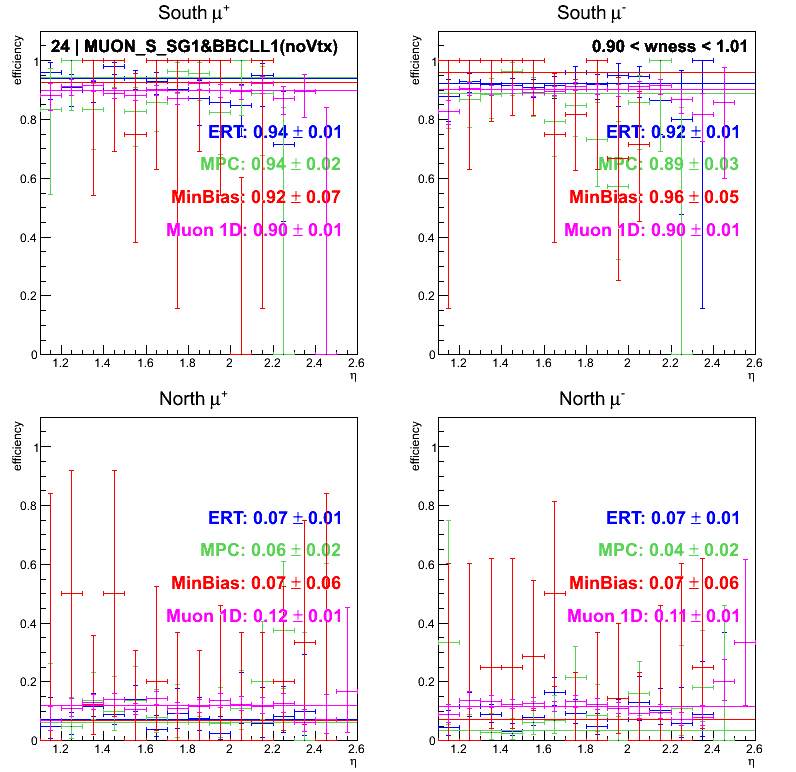 South μ+
efficiency
24 | MUON_S_SG1&BBCLL1(noVtx)
1
0.8
0.6
0.4
0.2
0
ERT: 0.94 ± 0.01
MPC: 0.94 ± 0.02
MinBias: 0.92 ± 0.07
Muon 1D: 0.90 ± 0.01
1.2 1.4 1.6 1.8 2 2.2 2.4 2.6
η
South μ-
efficiency
0.90 < wness < 1.01
1
0.8
0.6
0.4
0.2
0
ERT: 0.92 ± 0.01
MPC: 0.89 ± 0.03
MinBias: 0.96 ± 0.05
Muon 1D: 0.90 ± 0.01
1.2 1.4 1.6 1.8 2 2.2 2.4 2.6
η
North μ+
efficiency
1
0.8
0.6
0.4
0.2
0
ERT: 0.07 ± 0.01
MPC: 0.06 ± 0.02
MinBias: 0.07 ± 0.06
Muon 1D: 0.12 ± 0.01
1.2 1.4 1.6 1.8 2 2.2 2.4 2.6
η
North μ-
efficiency
1
0.8
0.6
0.4
0.2
0
ERT: 0.07 ± 0.01
MPC: 0.04 ± 0.02
MinBias: 0.07 ± 0.06
Muon 1D: 0.11 ± 0.01
1.2 1.4 1.6 1.8 2 2.2 2.4 2.6
η